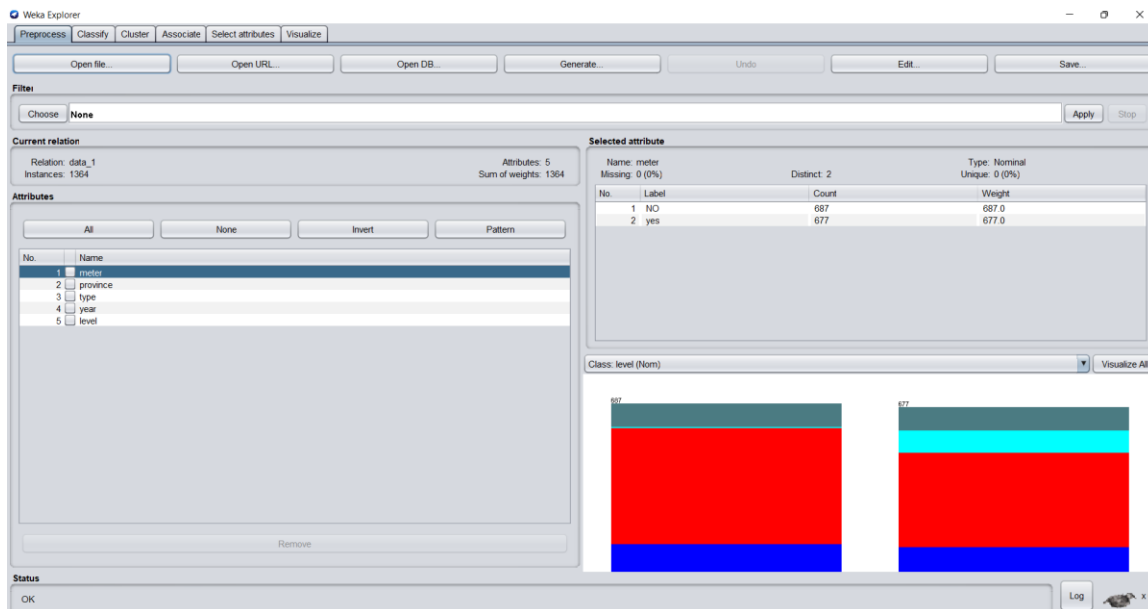 Weka Explorer
Preprocess Classify Cluster Associate Select attributes Visualize
Open file... Open URL... Open DB... Generate... Undo Edit... Save...
Filter
Choose None Apply Stop
Current relation
Relation: data_1 Attributes: 5
Instances: 1364 Sum of weights: 1364
Attributes
All None Invert Pattern
No. Name
1 meter
2 province
3 type
4 year
5 level
Remove
Selected attribute
Name: meter Type: Nominal
Missing: 0 (0%) Distinct: 2 Unique: 0 (0%)
No. Label Count Weight
1 NO 687 687.0
2 yes 677 677.0
Class: level (Nom) Visualize All
687 677
Status
OK Log x